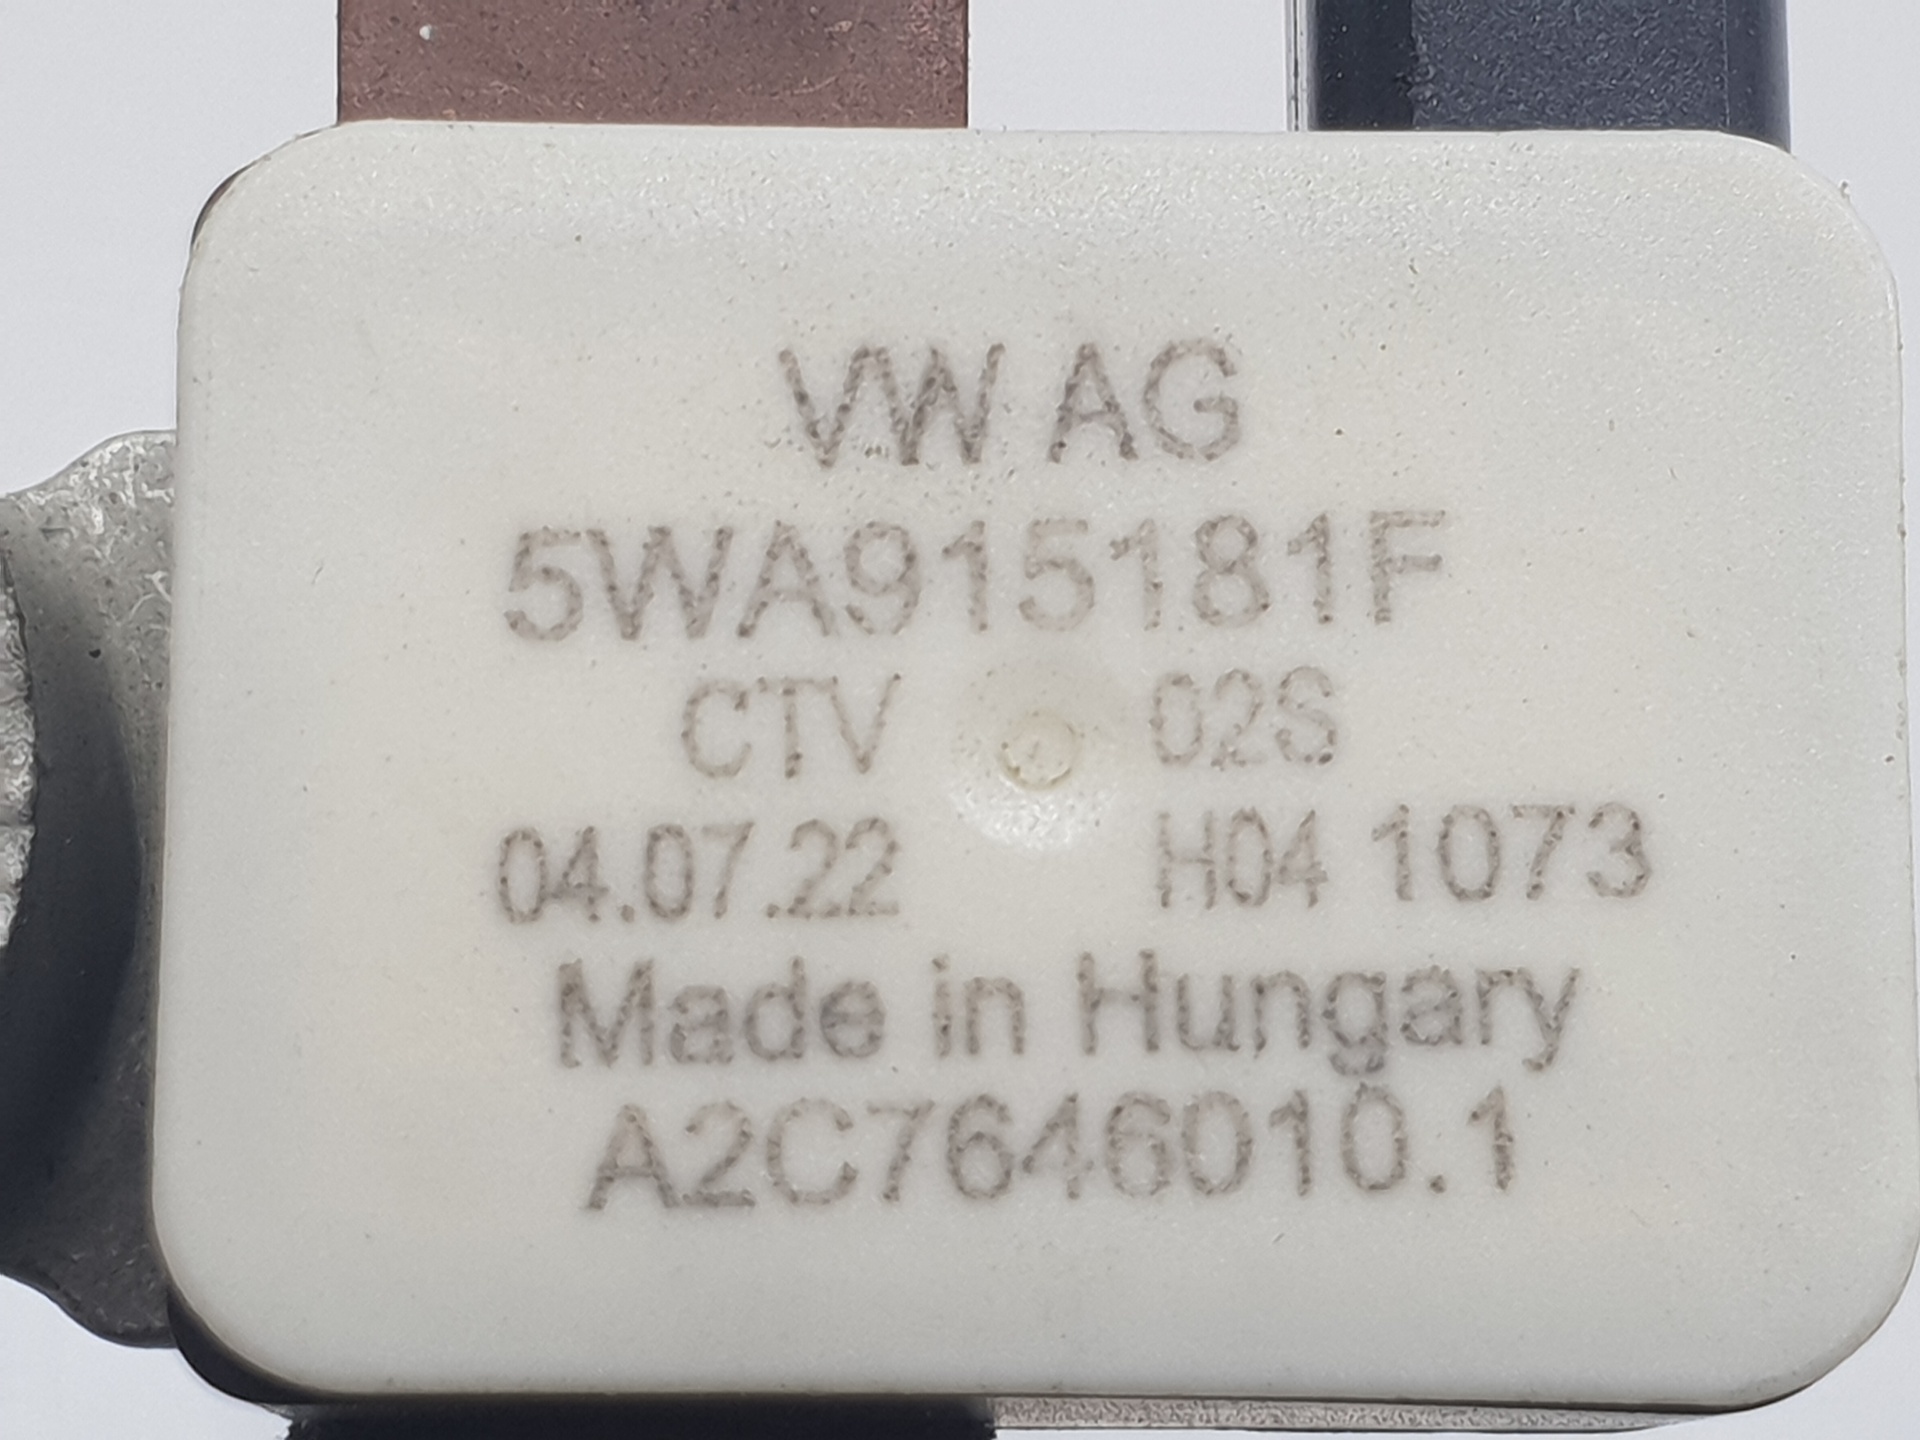 VW AG
5WA915181F
CTV 02S
04.07.22 H04 1073
Made in Hungary
A2C7646010.1